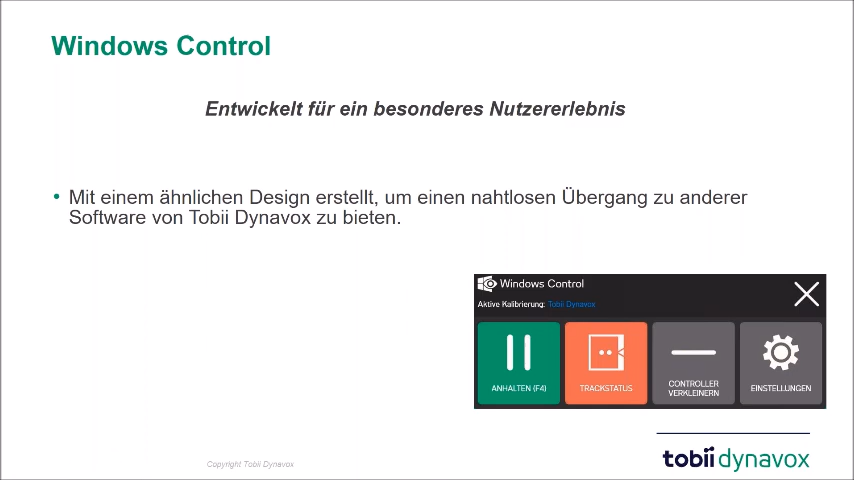 Windows Control
Entwickelt für ein besonderes Nutzererlebnis
• Mit einem ähnlichen Design erstellt, um einen nahtlosen Übergang zu anderer
Software von Tobii Dynavox zu bieten.
Windows Control
Aktive Kalibrierung: Tobii Dynavox
ANHALTEN (F4)
TRACKSTATUS
CONTROLLER
VERKLEINERN
EINSTELLUNGEN
Copyright Tobii Dynavox
tobii dynavox